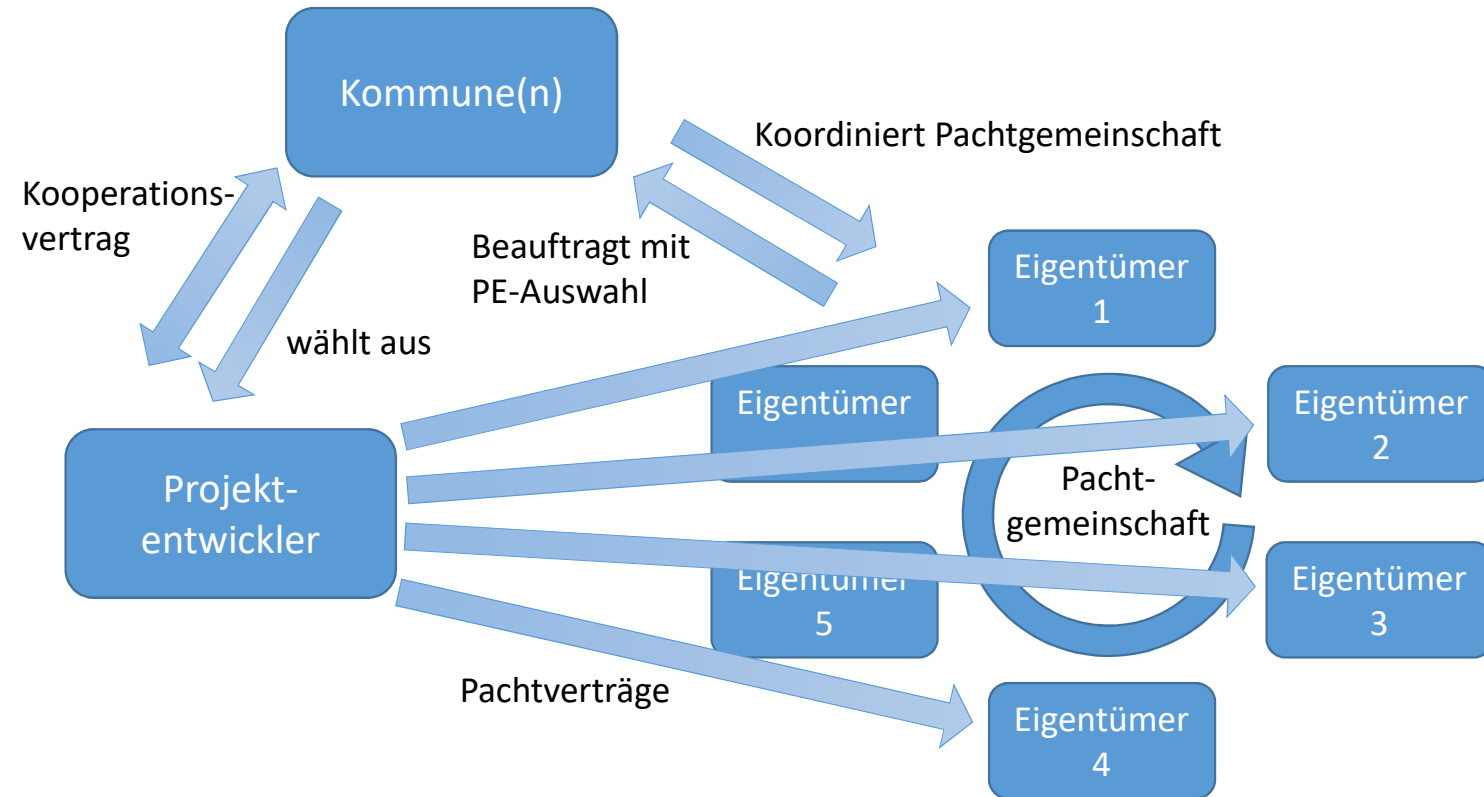 Kommune(n)
Koordiniert Pachtgemeinschaft
Kooperations-
vertrag
Beauftragt mit
PE-Auswahl
wählt aus
Eigentümer
1
Eigentümer
Eigentümer
2
Projekt-
entwickler
Pacht-
gemeinschaft
Eigentümer
5
Eigentümer
3
Pachtverträge
Eigentümer
4